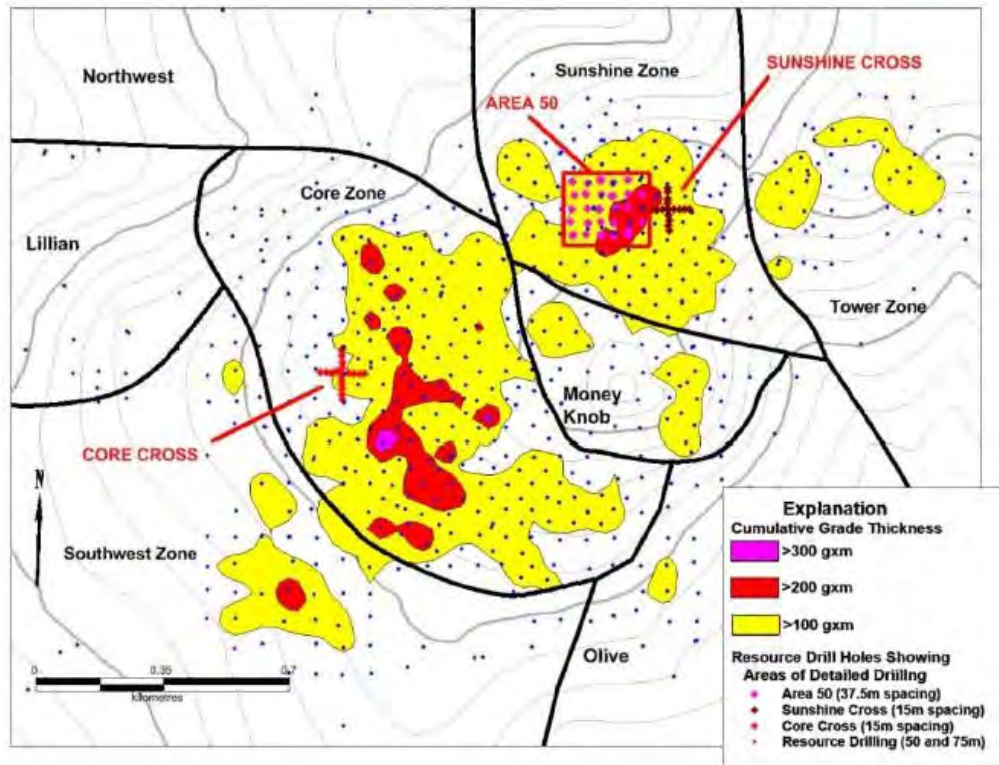 Northwest
Sunshine Zone
SUNSHINE CROSS
AREA 50
Core Zone
Lillian
Tower Zone
Money
Knob
CORE CROSS
N
Southwest Zone
Olive
0 0.35 0.7
kilometres
Explanation
Cumulative Grade Thickness
>300 gxm
>200 gxm
>100 gxm
Resource Drill Holes Showing
Areas of Detailed Drilling
Area 50 (37.5m spacing)
Sunshine Cross (15m spacing)
Core Cross (15m spacing)
Resource Drilling (50 and 75m)